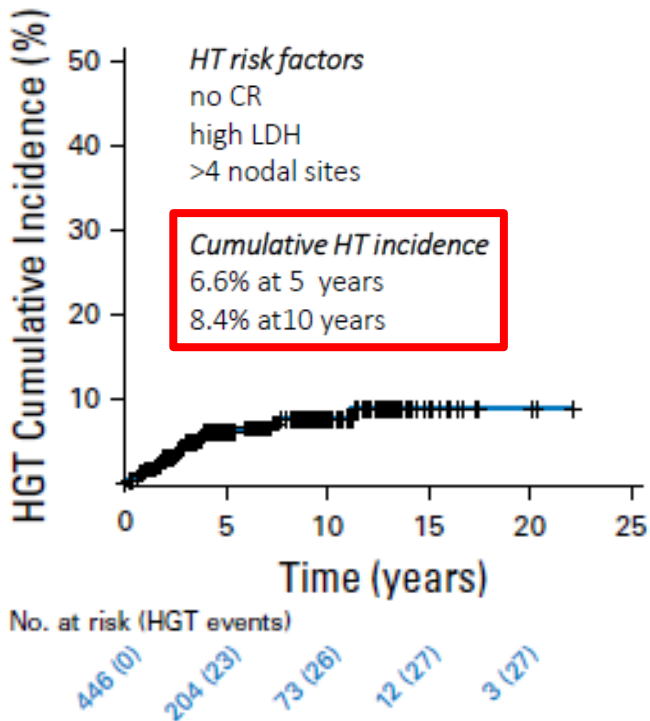 HGT Cumulative Incidence (%)
50
40
30
20
10
HT risk factors
no CR
high LDH
>4 nodal sites
Cumulative HT incidence
6.6% at 5 years
8.4% at10 years
0 5 10 15 20 25
Time (years)
No. at risk (HGT events)
446 (0) 204 (23) 73 (26) 12 (27) 3 (27)